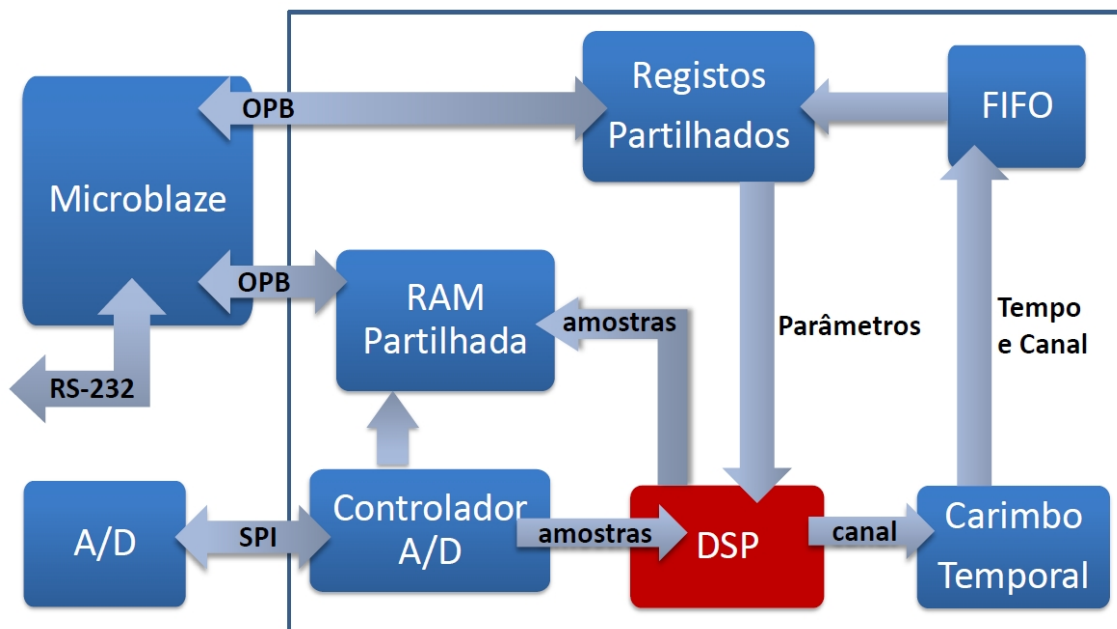 Registos
Partilhados
FIFO
OPB
Microblaze
OPB
RAM
Partilhada
amostras
Parâmetros
Tempo
e Canal
RS-232
A/D
SPI
Controlador
A/D
amostras
DSP
canal
Carimbo
Temporal